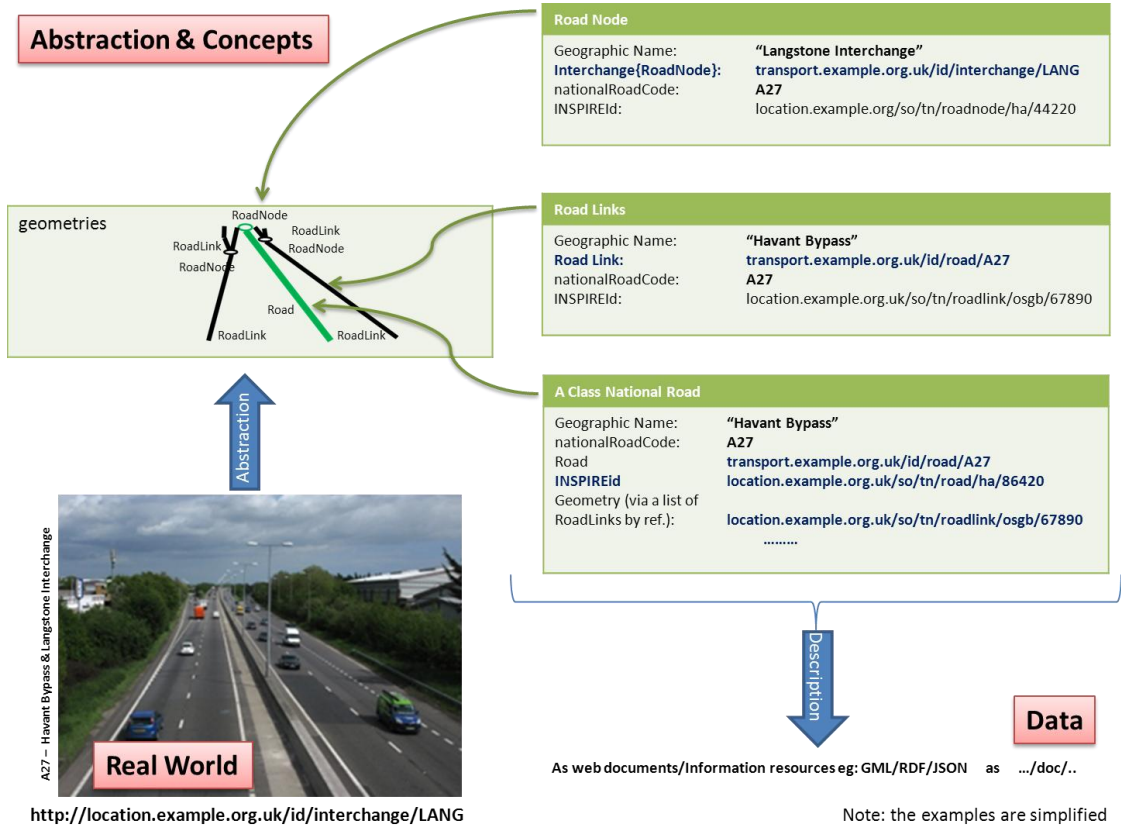 Abstraction & Concepts
Road Node
Geographic Name: “Langstone Interchange”
Interchange{RoadNode}: transport.example.org.uk/id/interchange/LANG
nationalRoadCode: A27
INSPIREId: location.example.org/so/tn/roadnode/ha/44220
geometries
RoadNode
RoadLink
RoadLink
RoadNode
RoadNode
Road
RoadLink
RoadLink
Road Links
Geographic Name: “Havant Bypass”
Road Link: transport.example.org.uk/id/road/A27
nationalRoadCode: A27
INSPIREId: location.example.org.uk/so/tn/roadlink/osgb/67890
A Class National Road
Geographic Name: “Havant Bypass”
nationalRoadCode: A27
Road transport.example.org.uk/id/road/A27
INSPIREid location.example.org.uk/so/tn/road/ha/86420
Geometry (via a list of
RoadLinks by ref.): location.example.org.uk/so/tn/roadlink/osgb/67890
.........
Abstraction
A27 – Havant Bypass & Langstone Interchange
Real World
http://location.example.org.uk/id/interchange/LANG
Description
Data
As web documents/Information resources eg: GML/RDF/JSON as .../doc/..
Note: the examples are simplified